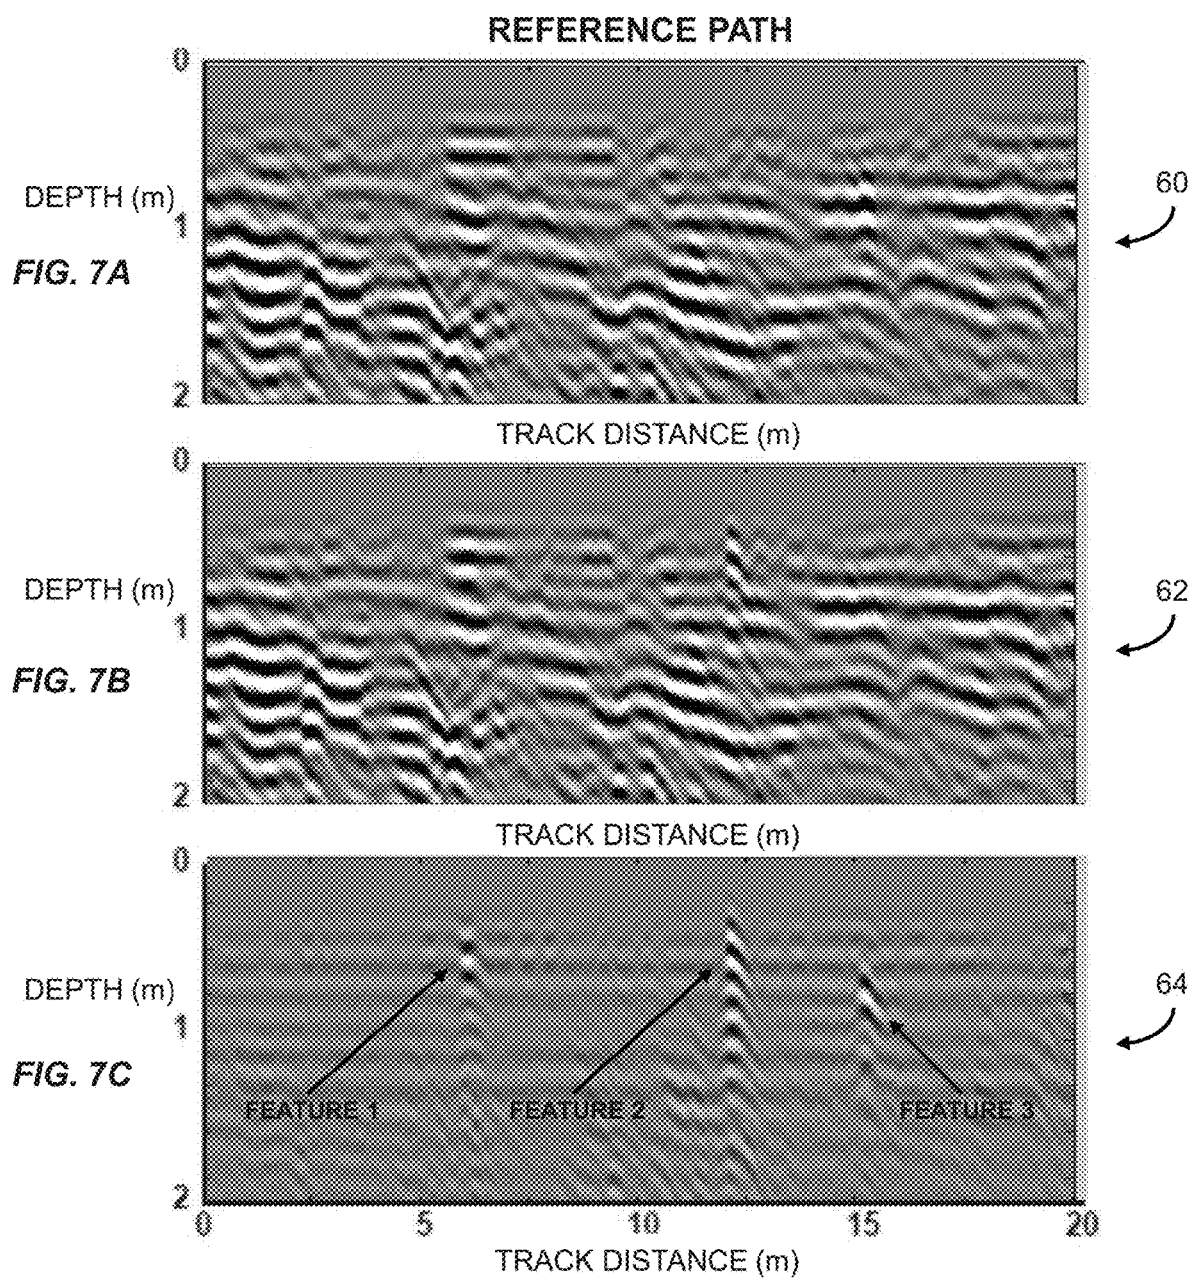 REFERENCE PATH
0
DEPTH (m)
1
60
FIG. 7A
2
TRACK DISTANCE (m)
0
DEPTH (m)
1
62
FIG. 7B
2
TRACK DISTANCE (m)
0
DEPTH (m)
1
64
FIG. 7C
FEATURE 1 FEATURE 2 FEATURE 3
2
0 5 10 15 20
TRACK DISTANCE (m)